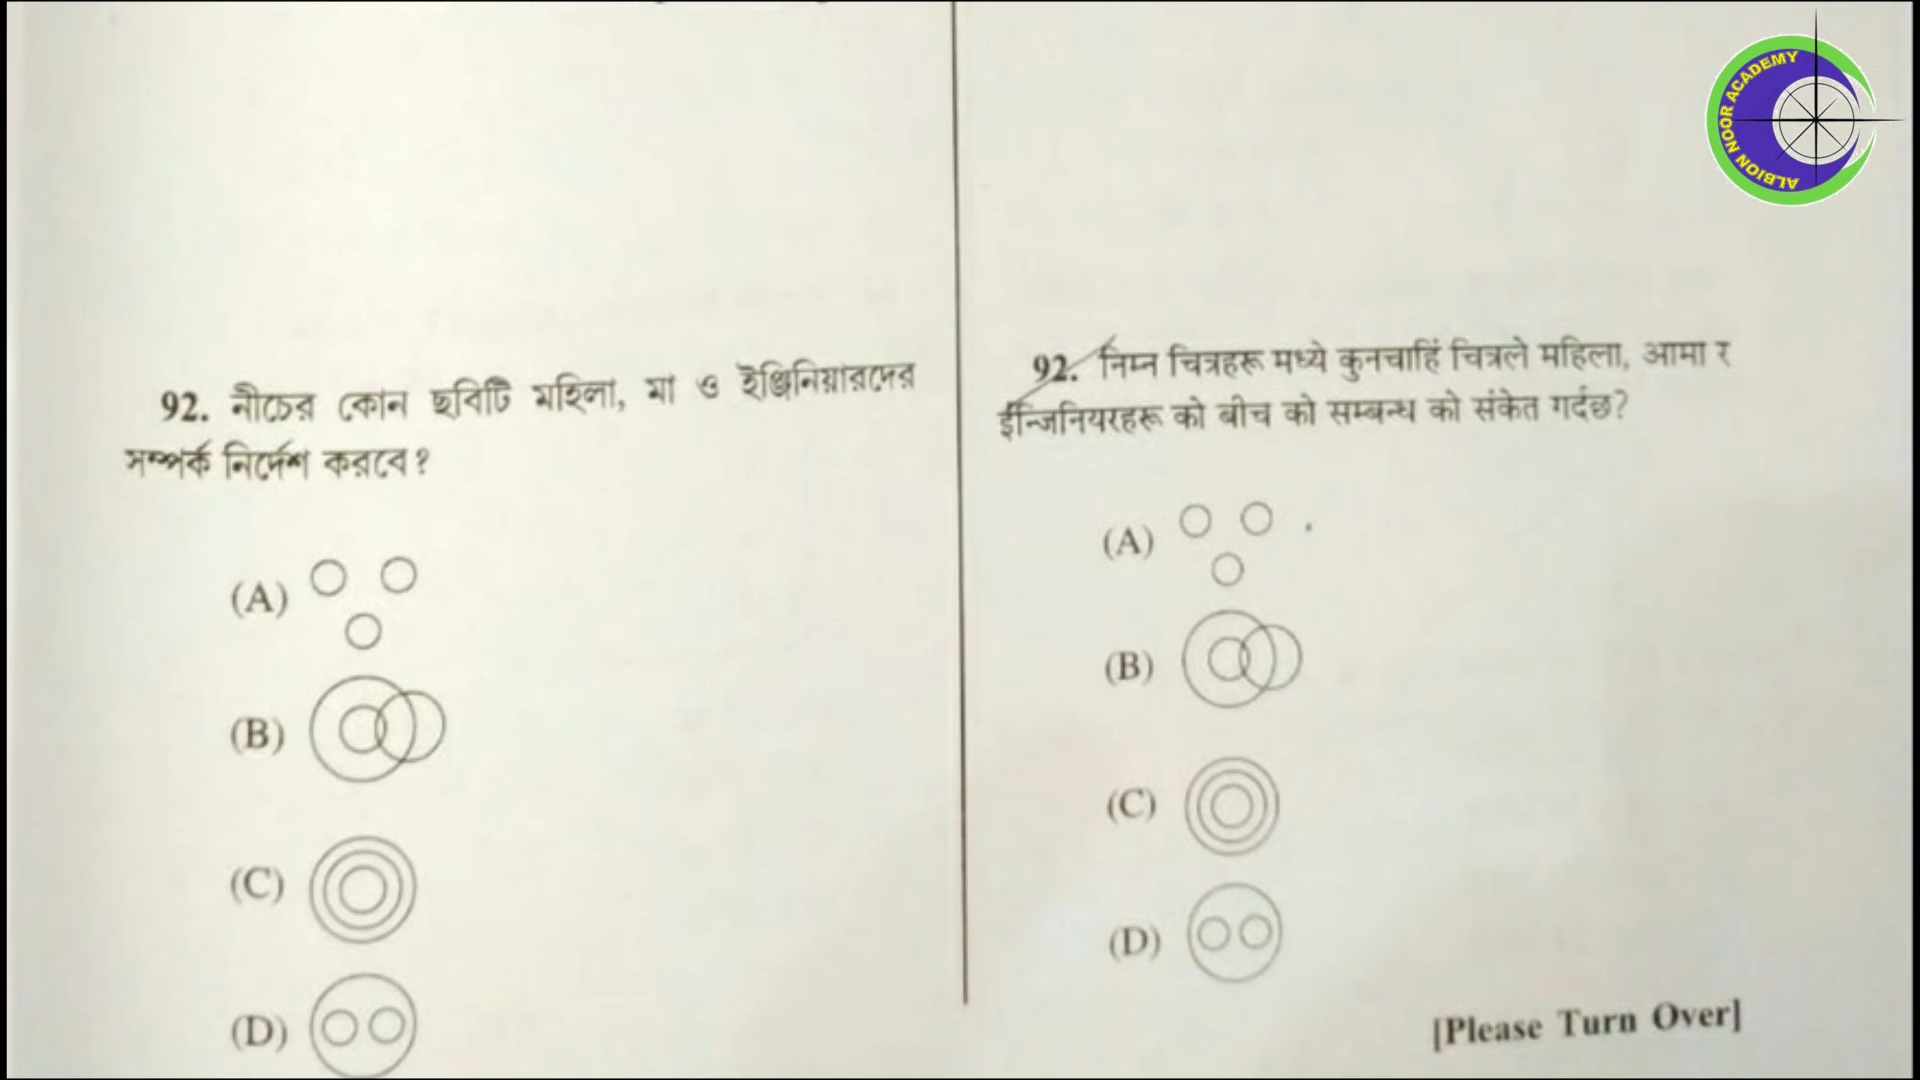 92. নীচের কোন ছবিটি মহিলা, মা ও ইঞ্জিনিয়ারদের
সম্পর্ক নির্দেশ করবে?
(A)
(B)
(C)
(D)
92. निम्न चित्रहरू मध्ये कुनचाहिं चित्रले महिला, आमा र
ईन्जिनियरहरू को बीच को सम्बन्ध को संकेत गर्दछ?
(A)
(B)
(C)
(D)
[Please Turn Over]
ALBION NOOR ACADEMY